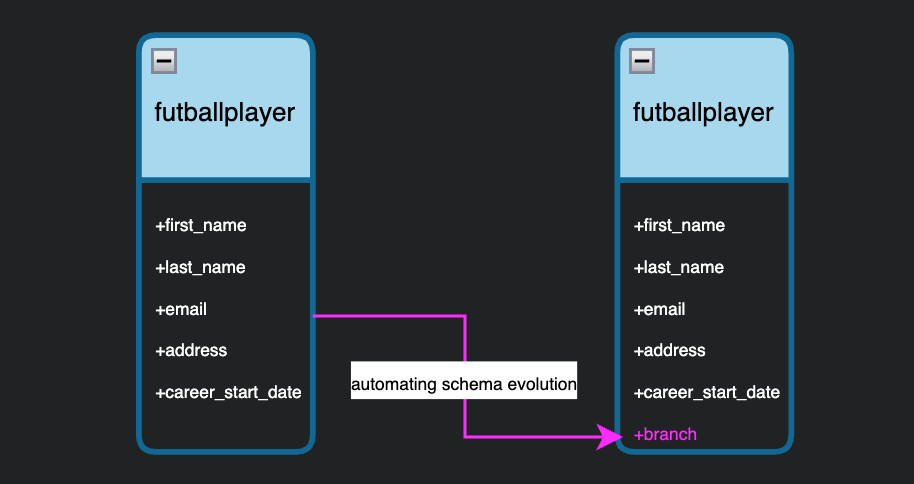 futballplayer
+first_name
+last_name
+email
+address
+career_start_date
automating schema evolution
futballplayer
+first_name
+last_name
+email
+address
+career_start_date
+branch